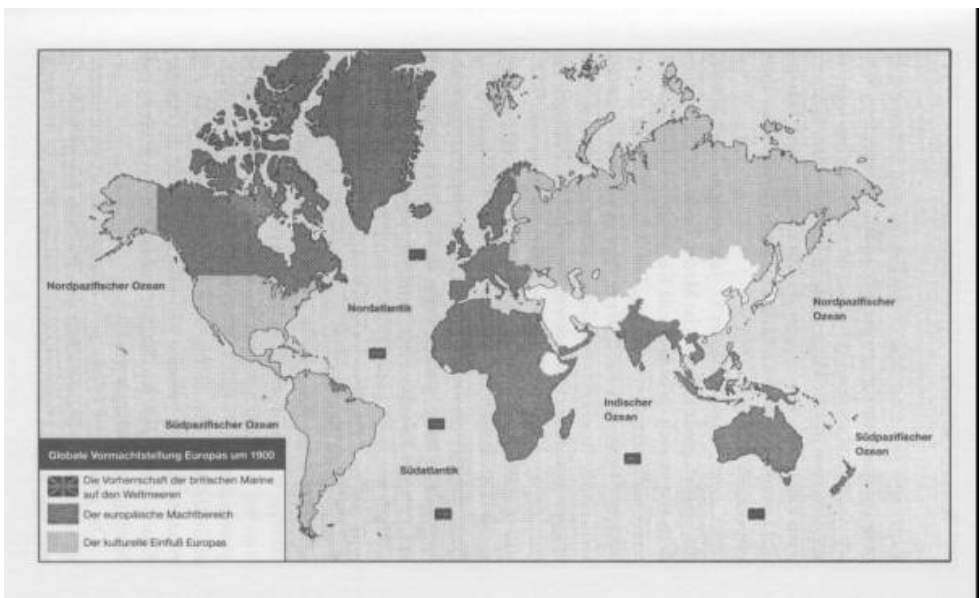 Nordpazifischer Ozean
Nordatlantik
Nordpazifischer
Ozean
Indischer
Ozean
Südpazifischer Ozean
Südatlantik
Südpazifischer
Ozean
Globale Vormachtstellung Europas um 1900
Die Vorherrschaft der britischen Marine
auf den Weltmeeren
Der europäische Machtbereich
Der kulturelle Einfluß Europas